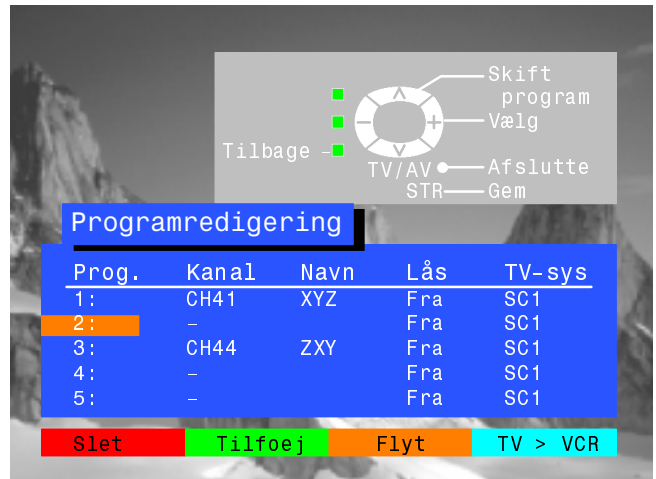 Skift
program
Vælg
Tilbage –
TV/AV
Afslutte
STR
Gem
Programredigering
Prog. Kanal Navn Lås TV-sys
1: CH41 XYZ Fra SC1
2: – Fra SC1
3: CH44 ZXY Fra SC1
4: – Fra SC1
5: – Fra SC1
Slet Tilfoej Flyt TV > VCR